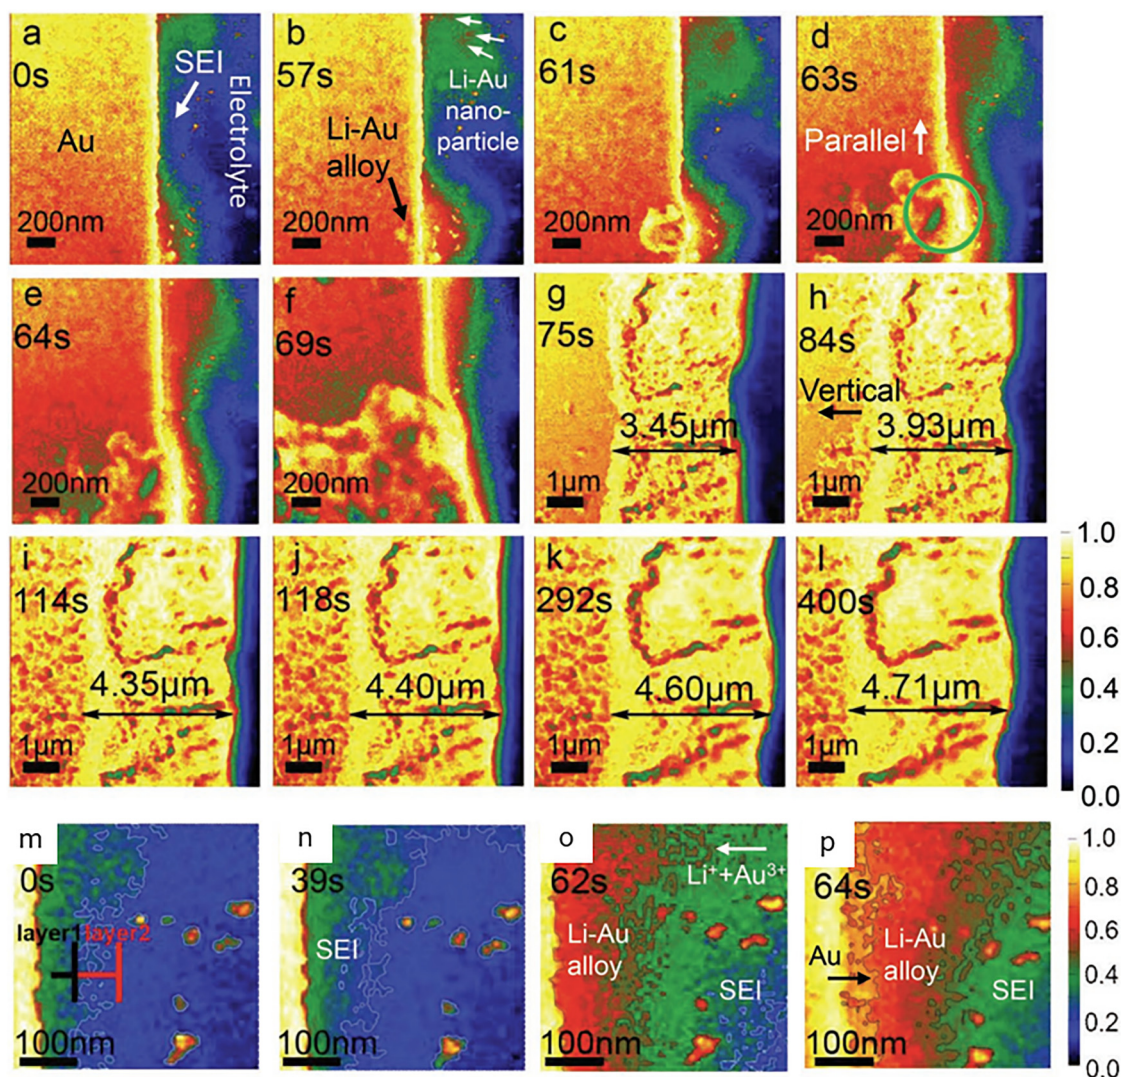 a
0s
SEI
Electrolyte
Au
200nm
b
57s
Li-Au
nano-
particle
Li-Au
alloy
200nm
c
61s
200nm
d
63s
Parallel
200nm
e
64s
200nm
f
69s
200nm
g
75s
3.45μm
1μm
h
84s
Vertical
3.93μm
1μm
i
114s
4.35μm
1μm
j
118s
4.40μm
1μm
k
292s
4.60μm
1μm
l
400s
4.71μm
1μm
1.0
0.8
0.6
0.4
0.2
0.0
m
0s
layer1
layer2
100nm
n
39s
SEI
100nm
o
62s
Li⁺+Au³⁺
Li-Au
alloy
SEI
100nm
p
64s
Au
Li-Au
alloy
SEI
100nm
1.0
0.8
0.6
0.4
0.2
0.0